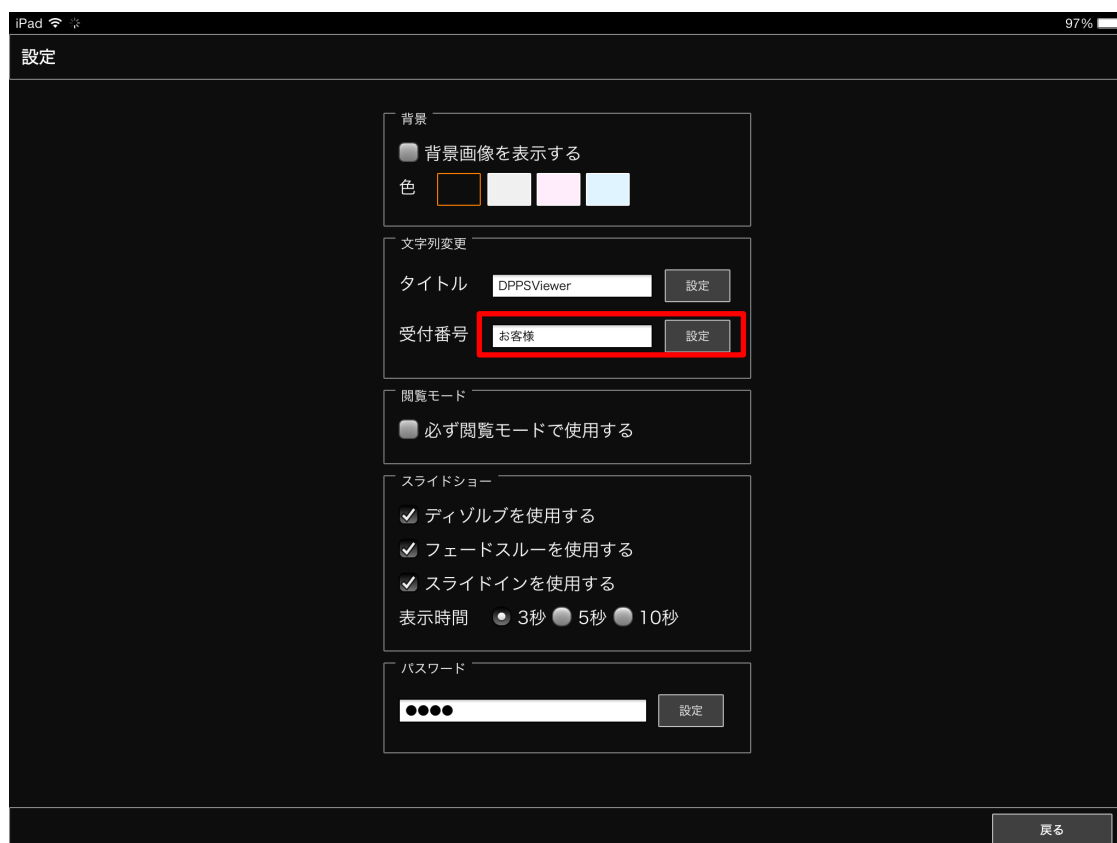 iPad 97%
設定
背景
背景画像を表示する
色
文字列変更
タイトル DPPSViewer 設定
受付番号 お客様 設定
閲覧モード
必ず閲覧モードで使用する
スライドショー
ディゾルブを使用する
フェードスルーを使用する
スライドインを使用する
表示時間 3秒 5秒 10秒
パスワード
●●●● 設定
戻る